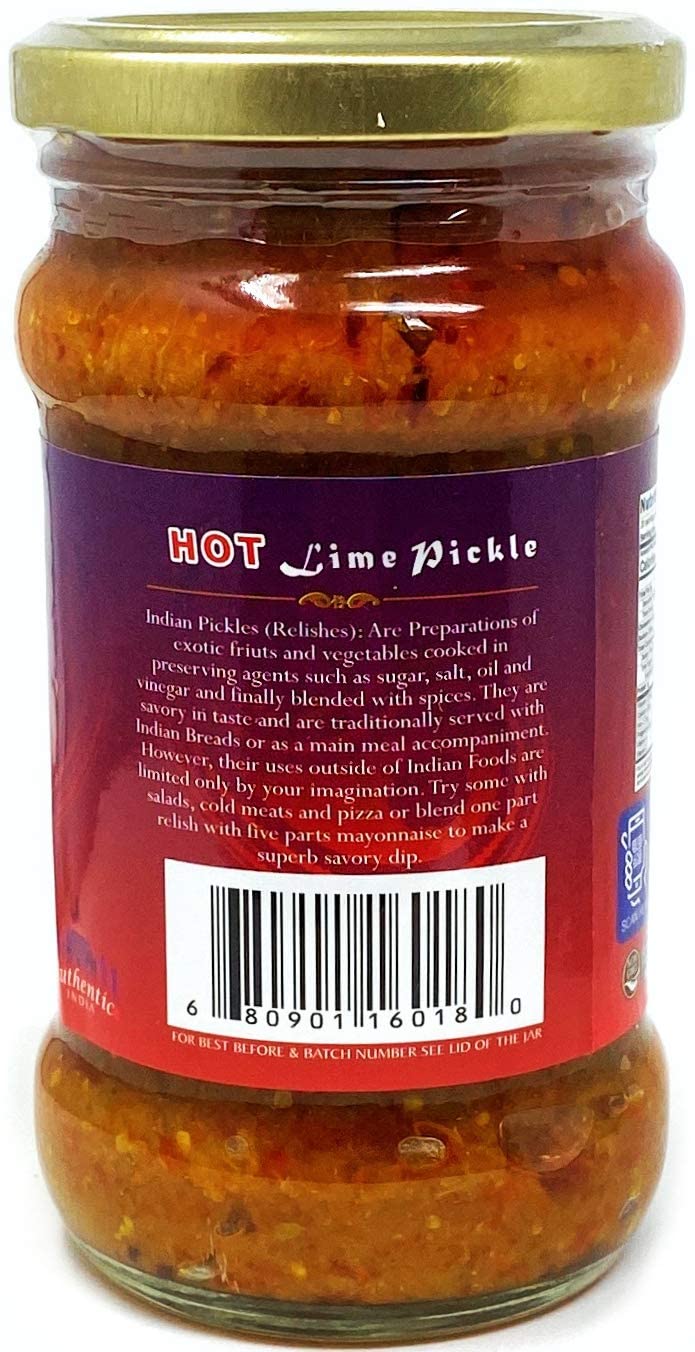 HOT Lime Pickle
Indian Pickles (Relishes): Are Preparations of
exotic friuts and vegetables cooked in
preserving agents such as sugar, salt, oil and
vinegar and finally blended with spices. They are
savory in taste and are traditionally served with
Indian Breads or as a main meal accompaniment.
However, their uses outside of Indian Foods are
limited only by your imagination. Try some with
salads, cold meats and pizza or blend one part
relish with five parts mayonnaise to make a
superb savory dip.
6 80901 16018 0
FOR BEST BEFORE & BATCH NUMBER SEE LID OF THE JAR
uthentic
INDIA